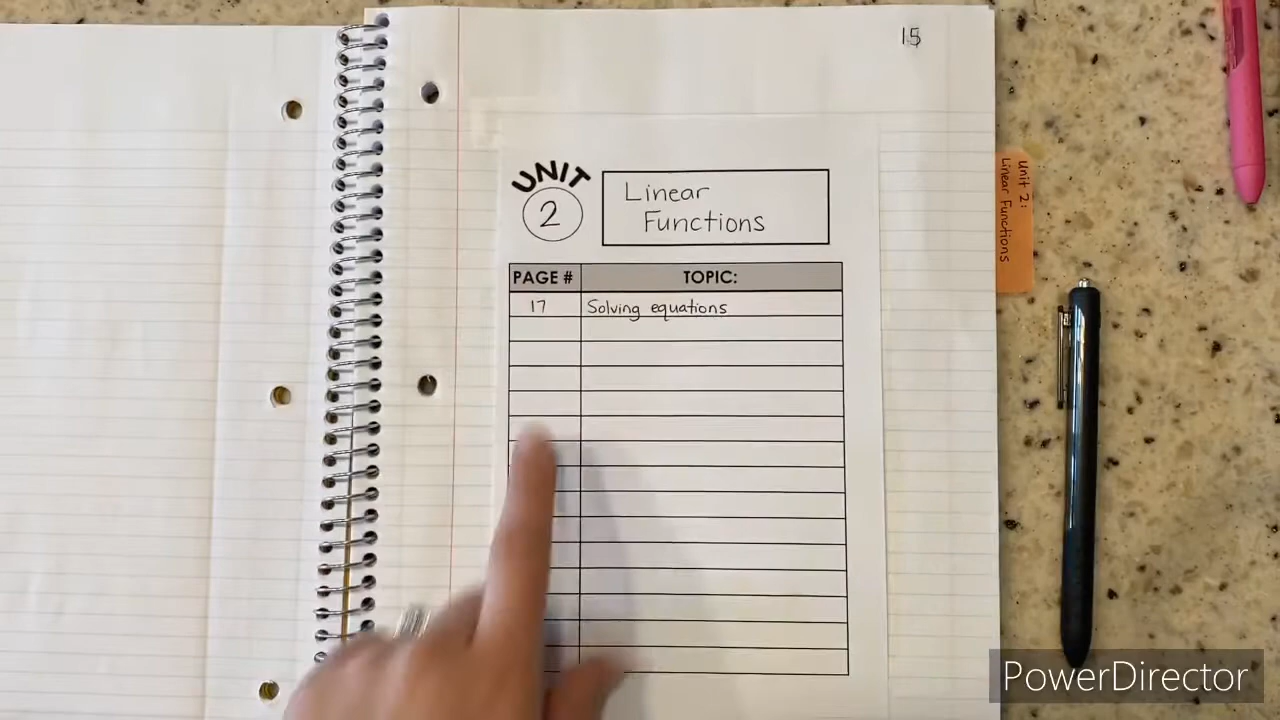 15
UNIT
2
Linear
Functions
PAGE # TOPIC:
17 Solving equations
Unit 2:
Linear Functions
PowerDirector